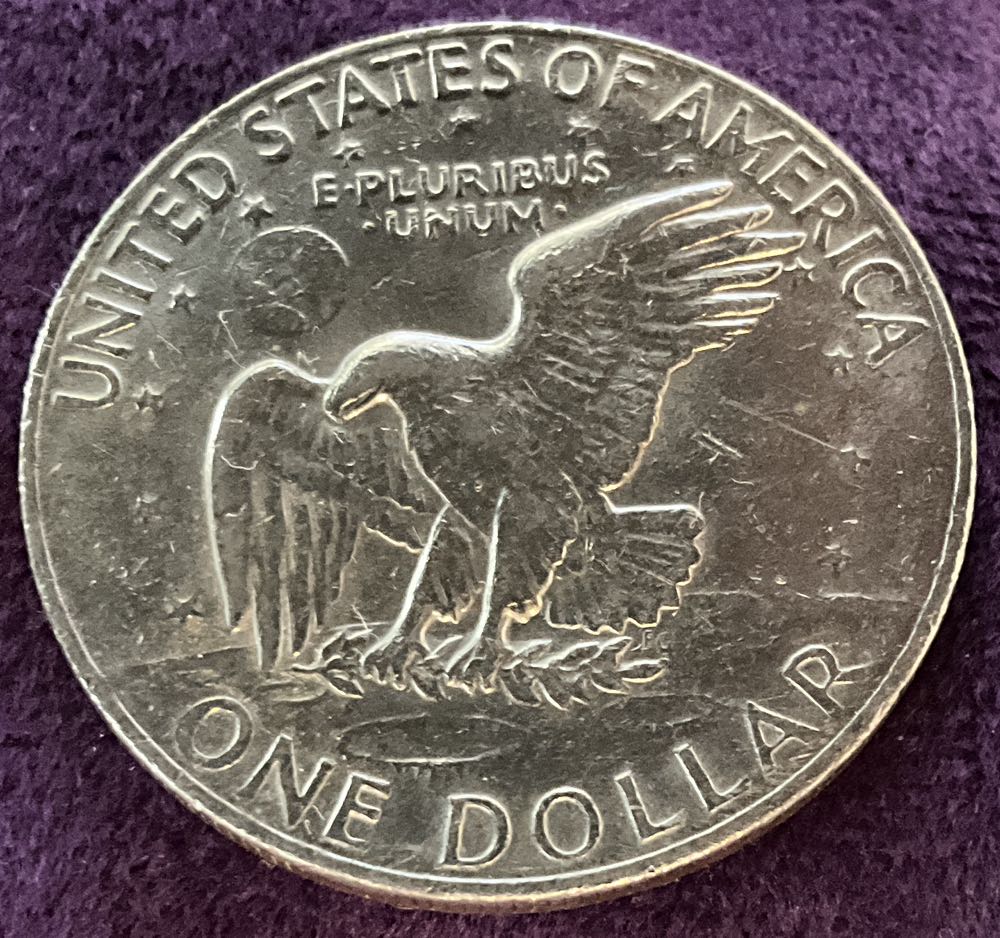 UNITED STATES OF AMERICA
E·PLURIBUS
·UNUM·
ONE DOLLAR